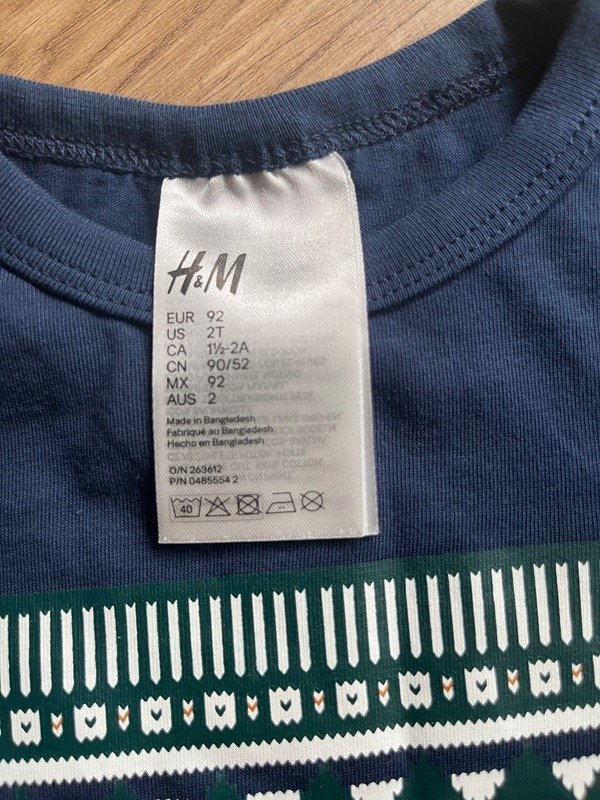 H&M
EUR 92
US 2T
CA 1½-2A
CN 90/52
MX 92
AUS 2
Made in Bangladesh
Fabriqué au Bangladesh
Hecho en Bangladesh
O/N 263612
P/N 0485554 2
40